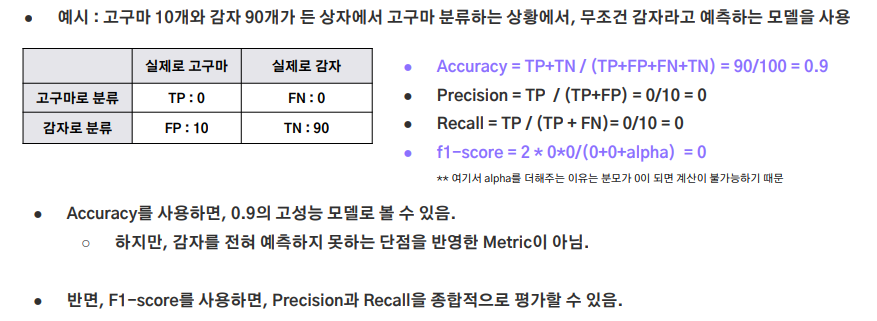 ● 예시 : 고구마 10개와 감자 90개가 든 상자에서 고구마 분류하는 상황에서, 무조건 감자라고 예측하는 모델을 사용
실제로 고구마 실제로 감자
고구마로 분류 TP : 0 FN : 0
감자로 분류 FP : 10 TN : 90
● Accuracy = TP+TN / (TP+FP+FN+TN) = 90/100 = 0.9
● Precision = TP / (TP+FP) = 0/10 = 0
● Recall = TP / (TP + FN)= 0/10 = 0
● f1-score = 2 * 0*0/(0+0+alpha) = 0
** 여기서 alpha를 더해주는 이유는 분모가 0이 되면 계산이 불가능하기 때문
● Accuracy를 사용하면, 0.9의 고성능 모델로 볼 수 있음.
○ 하지만, 감자를 전혀 예측하지 못하는 단점을 반영한 Metric이 아님.
● 반면, F1-score를 사용하면, Precision과 Recall을 종합적으로 평가할 수 있음.